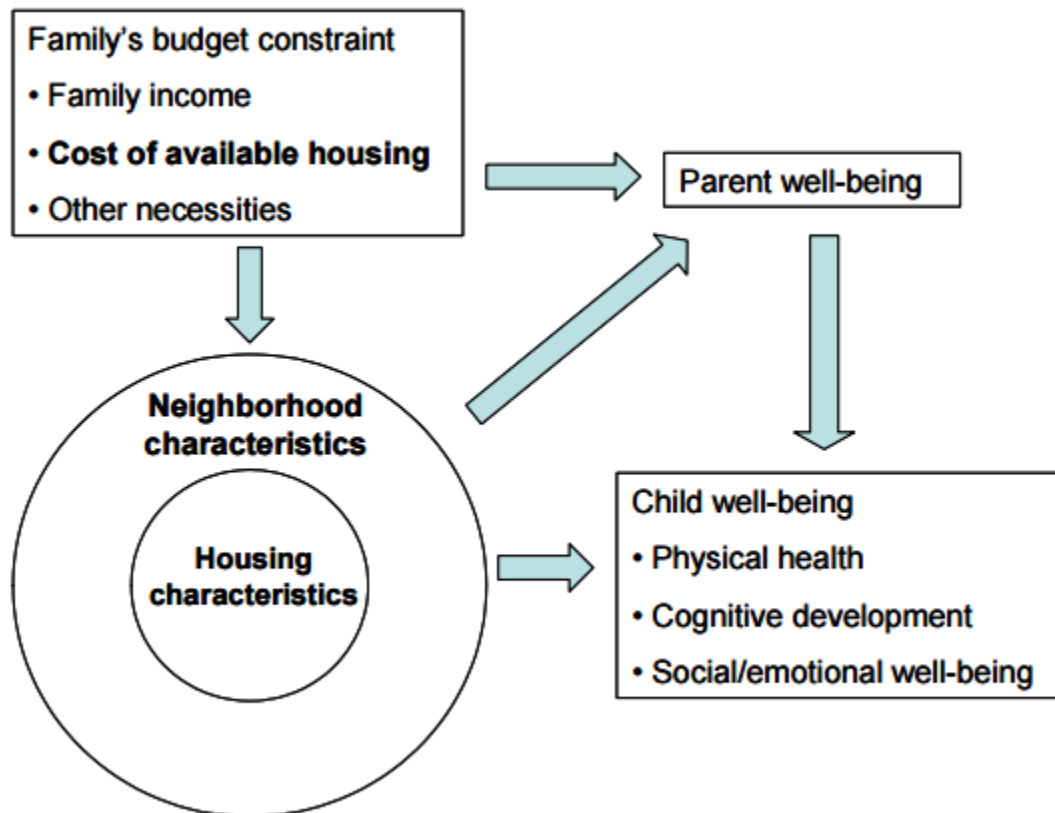 Family’s budget constraint
• Family income
• Cost of available housing
• Other necessities
Parent well-being
Neighborhood
characteristics
Housing
characteristics
Child well-being
• Physical health
• Cognitive development
• Social/emotional well-being